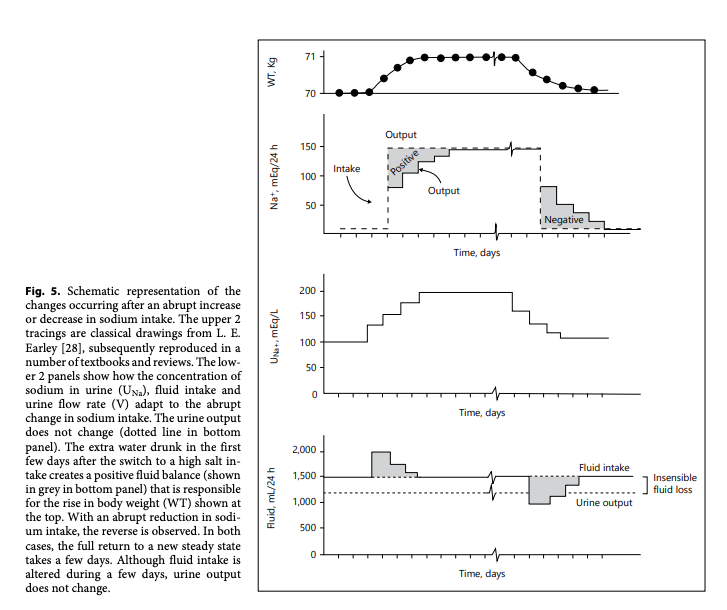 Fig. 5. Schematic representation of the
changes occurring after an abrupt increase
or decrease in sodium intake. The upper 2
tracings are classical drawings from L. E.
Earley [28], subsequently reproduced in a
number of textbooks and reviews. The low-
er 2 panels show how the concentration of
sodium in urine (UNa), fluid intake and
urine flow rate (V) adapt to the abrupt
change in sodium intake. The urine output
does not change (dotted line in bottom
panel). The extra water drunk in the first
few days after the switch to a high salt in-
take creates a positive fluid balance (shown
in grey in bottom panel) that is responsible
for the rise in body weight (WT) shown at
the top. With an abrupt reduction in sodi-
um intake, the reverse is observed. In both
cases, the full return to a new steady state
takes a few days. Although fluid intake is
altered during a few days, urine output
does not change.
WT, Kg
71
70
Na+, mEq/24 h
150
100
50
Output
Intake
Positive
Output
Negative
Time, days
UNa+, mEq/L
200
150
100
50
0
Time, days
Fluid, mL/24 h
2,000
1,500
1,000
500
0
Fluid intake
Urine output
Insensible
fluid loss
Time, days